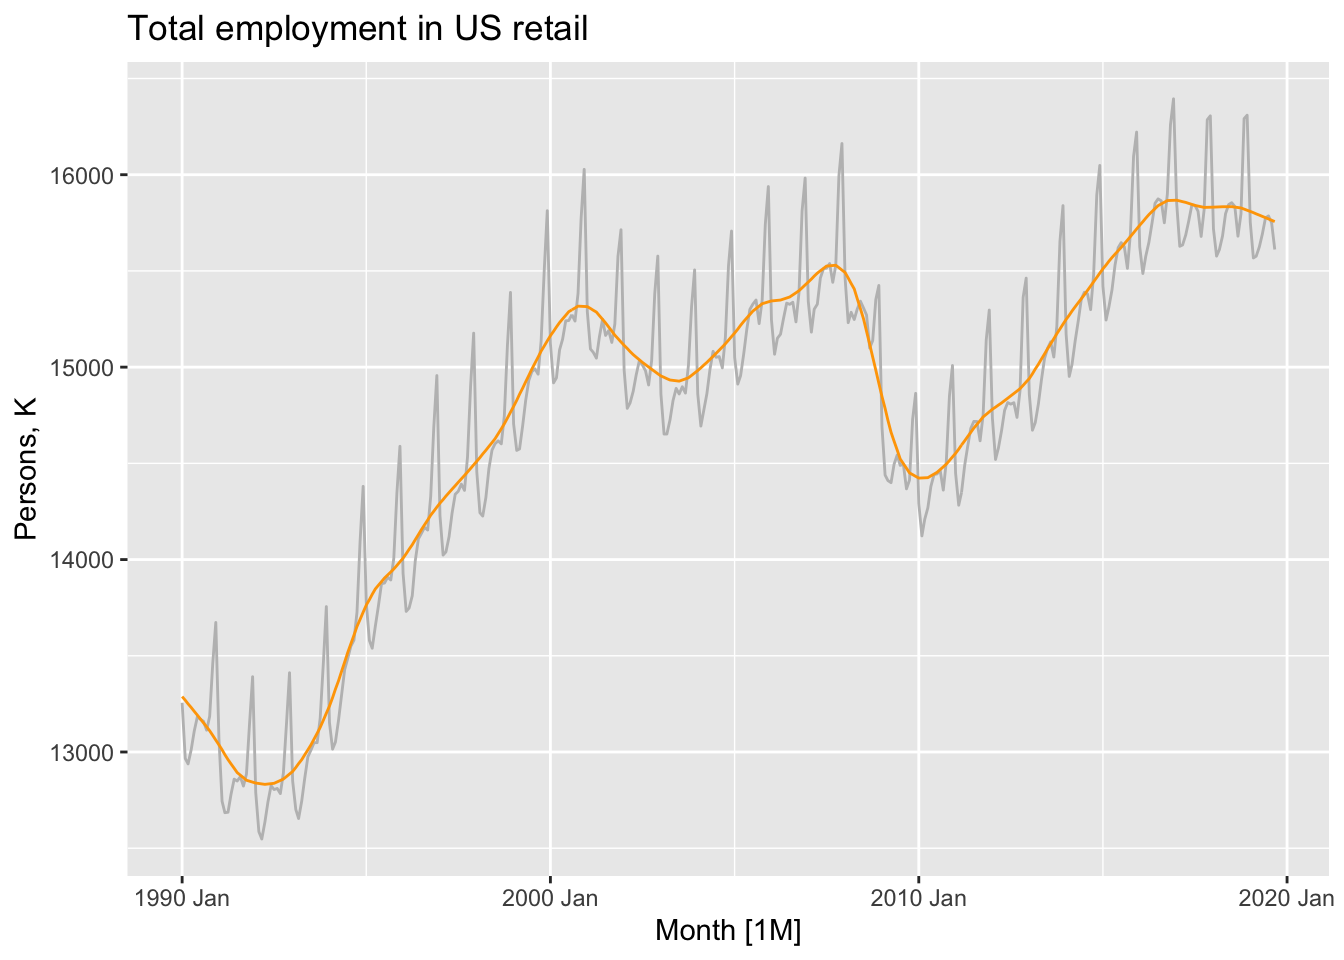 Total employment in US retail
Persons, K
16000
15000
14000
13000
1990 Jan
2000 Jan
2010 Jan
2020 Jan
Month [1M]